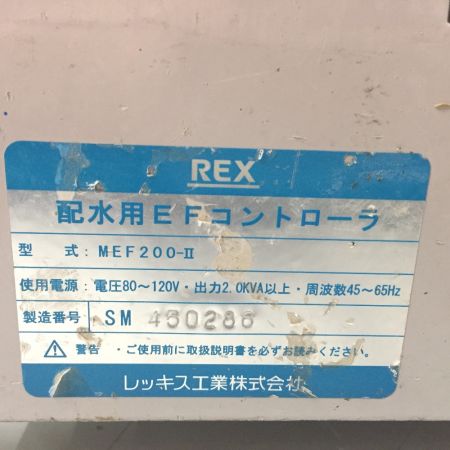 REX
配水用EFコントローラ
型 式: MEF200-Ⅱ
使用電源: 電圧80～120V・出力2.0KVA以上・周波数45～65Hz
製造番号 SM 450286
警告 ・ご使用前に取扱説明書を必ずお読みください。
レッキス工業株式会社